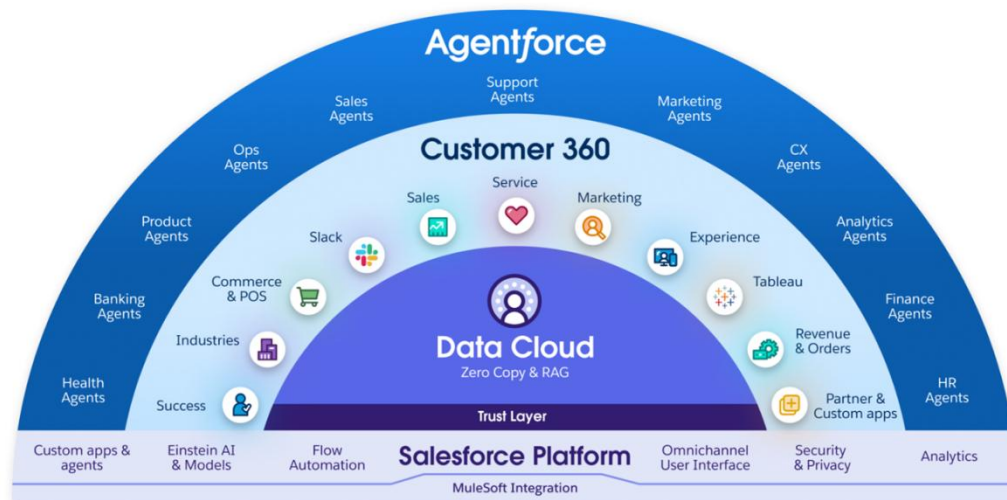 Agentforce
Support
Agents
Sales
Agents
Marketing
Agents
Ops
Agents
CX
Agents
Product
Agents
Analytics
Agents
Banking
Agents
Finance
Agents
Health
Agents
HR
Agents
Customer 360
Service
Sales
Marketing
Slack
Experience
Commerce
& POS
Tableau
Industries
Revenue
& Orders
Success
Partner &
Custom apps
Data Cloud
Zero Copy & RAG
Trust Layer
Custom apps &
agents
Einstein AI
& Models
Flow
Automation
Salesforce Platform
Omnichannel
User Interface
Security
& Privacy
Analytics
MuleSoft Integration